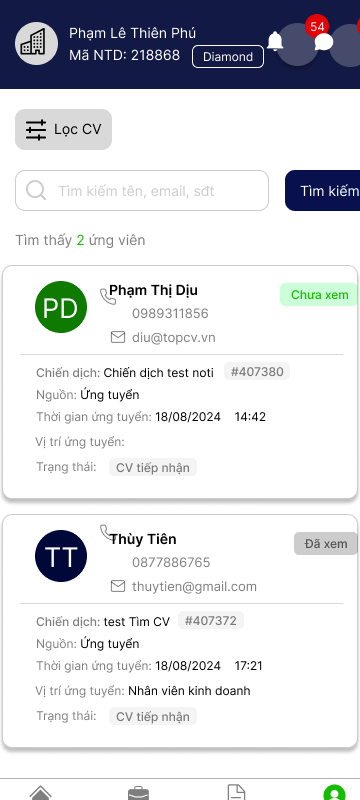 Phạm Lê Thiên Phú
54
Mã NTD: 218868
Diamond
Lọc CV
Tìm kiếm tên, email, sđt
Tìm kiếm
Tìm thấy 2 ứng viên
PD
Phạm Thị Dịu
Chưa xem
0989311856
diu@topcv.vn
Chiến dịch: Chiến dịch test noti #407380
Nguồn: Ứng tuyển
Thời gian ứng tuyển: 18/08/2024 14:42
Vị trí ứng tuyển:
Trạng thái: CV tiếp nhận
TT
Thùy Tiên
Đã xem
0877886765
thuytien@gmail.com
Chiến dịch: test Tìm CV #407372
Nguồn: Ứng tuyển
Thời gian ứng tuyển: 18/08/2024 17:21
Vị trí ứng tuyển: Nhân viên kinh doanh
Trạng thái: CV tiếp nhận